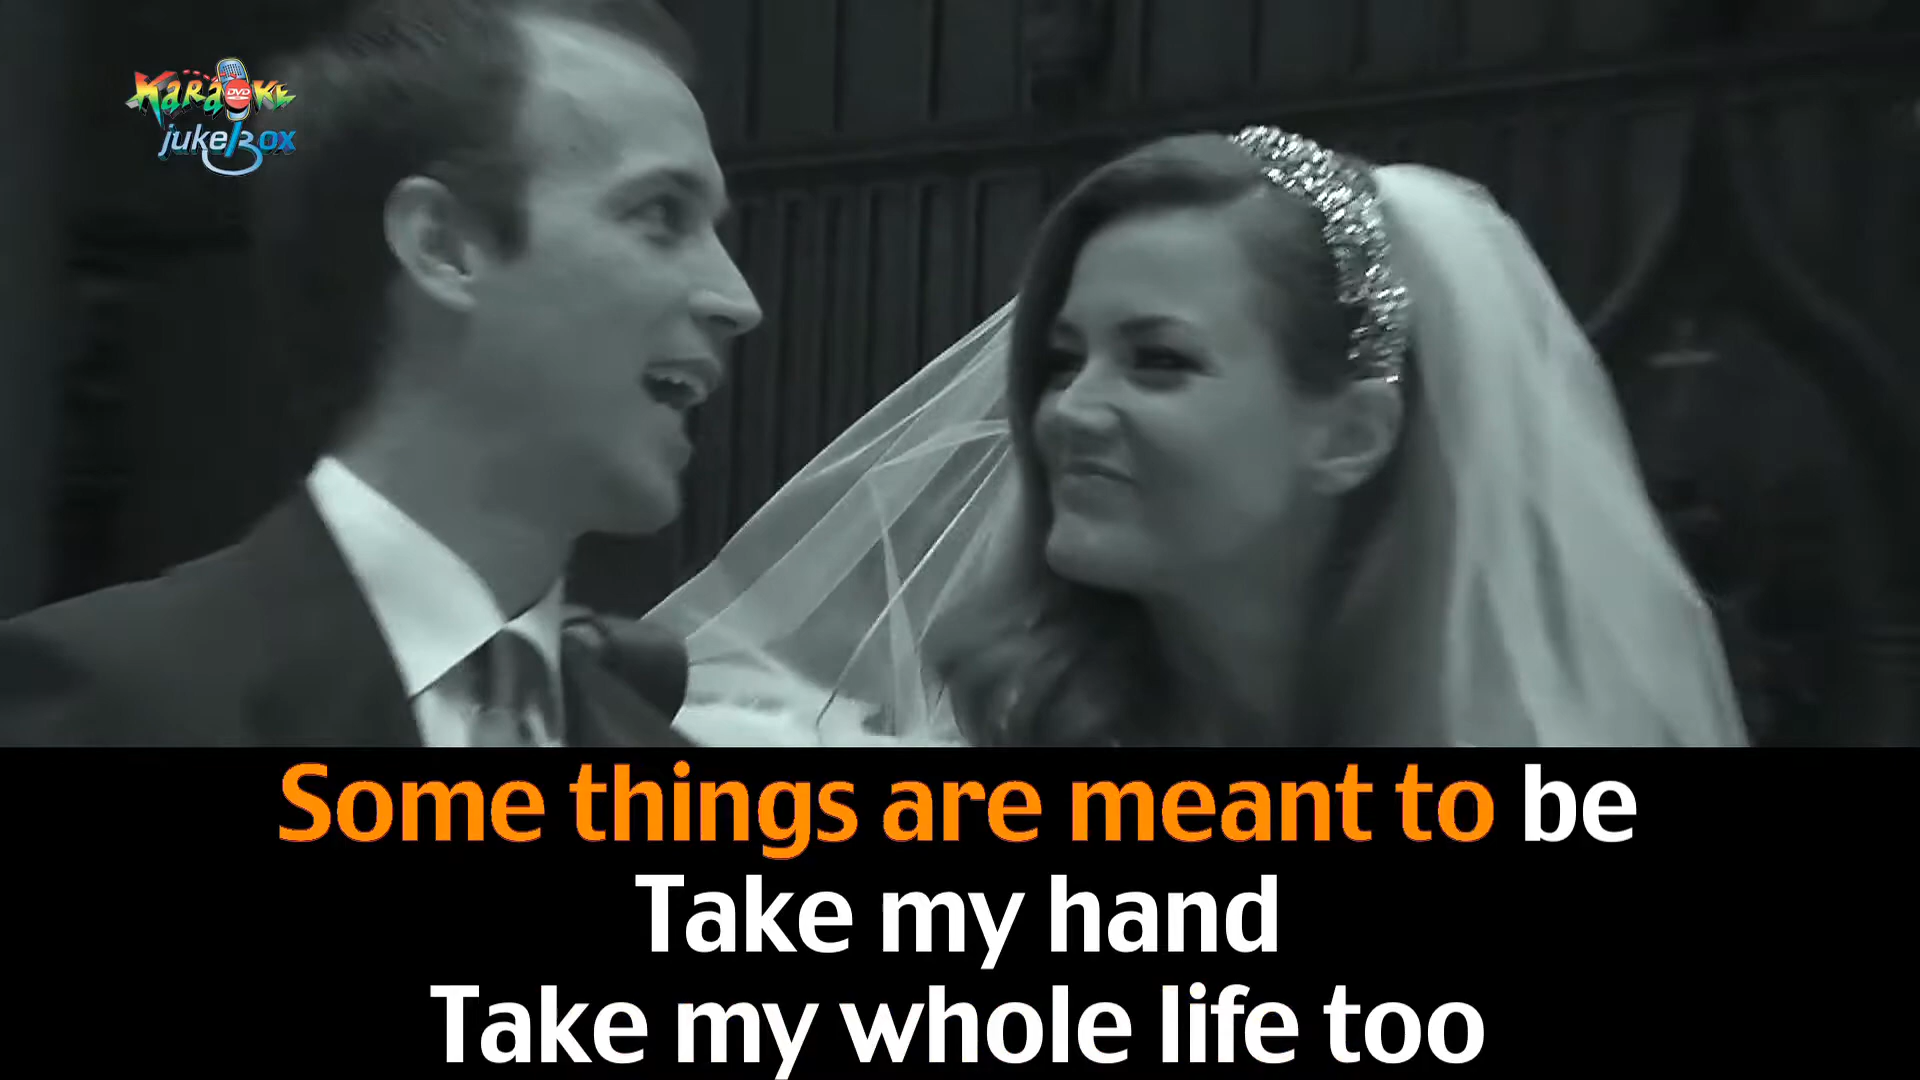 KaraOKe
DVD
jukeBox
Some things are meant to be
Take my hand
Take my whole life too